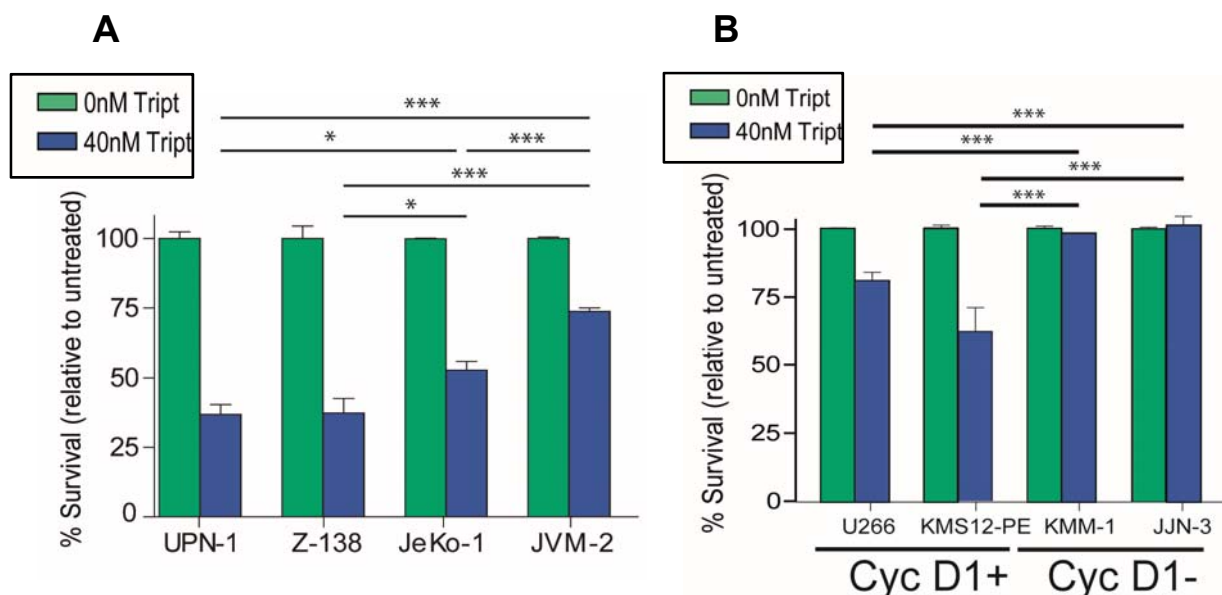 A
0nM Tript
40nM Tript
***
*
***
***
*
% Survival (relative to untreated)
100
75
50
25
0
UPN-1 Z-138 JeKo-1 JVM-2
B
0nM Tript
40nM Tript
***
***
***
***
% Survival (relative to untreated)
100
75
50
25
0
U266 KMS12-PE KMM-1 JJN-3
Cyc D1+ Cyc D1-